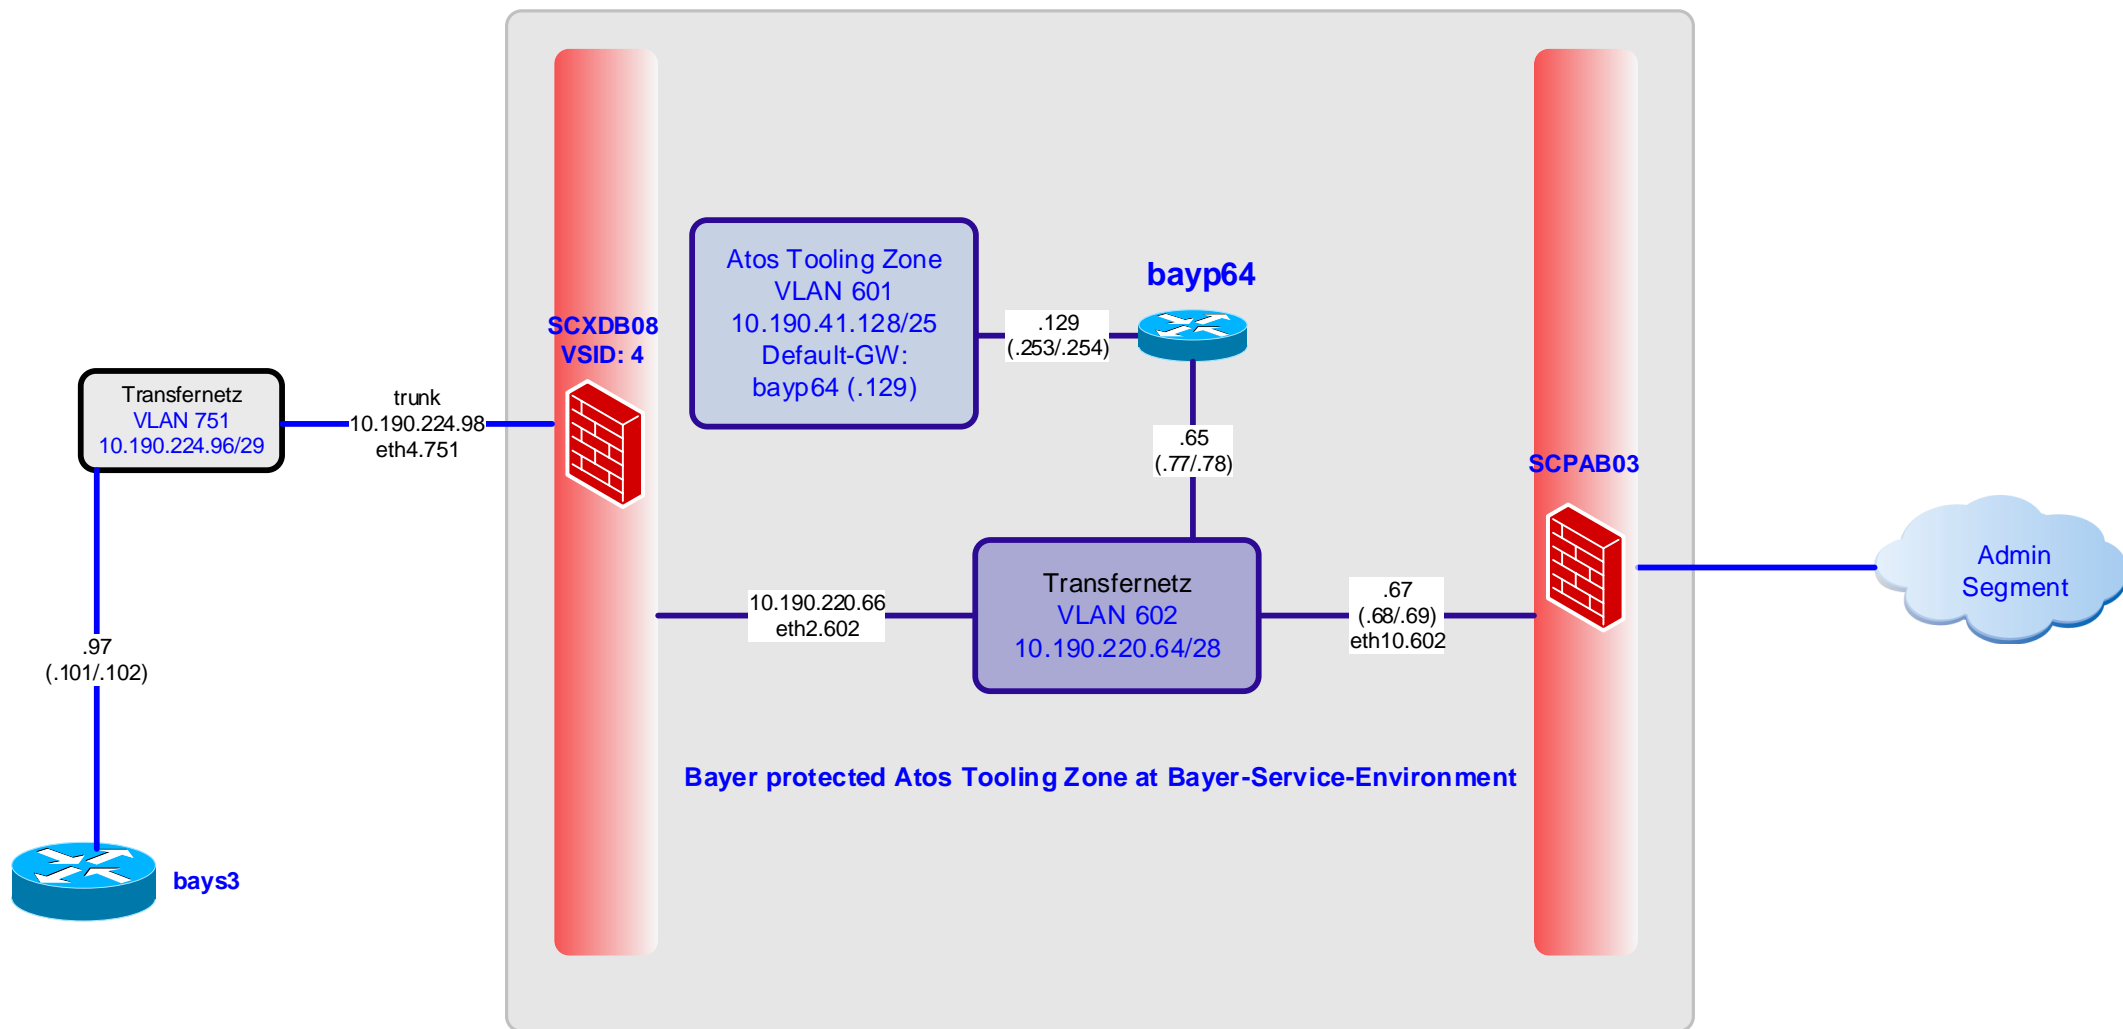 Atos Tooling Zone
VLAN 601
10.190.41.128/25
Default-GW:
bayp64 (.129)
bayp64
.129
(.253/.254)
SCXDB08
VSID: 4
Transfernetz
VLAN 751
10.190.224.96/29
trunk
10.190.224.98
eth4.751
.65
(.77/.78)
SCPAB03
Admin
Segment
Transfernetz
VLAN 602
10.190.220.64/28
10.190.220.66
eth2.602
.67
(.68/.69)
eth10.602
.97
(.101/.102)
Bayer protected Atos Tooling Zone at Bayer-Service-Environment
bays3